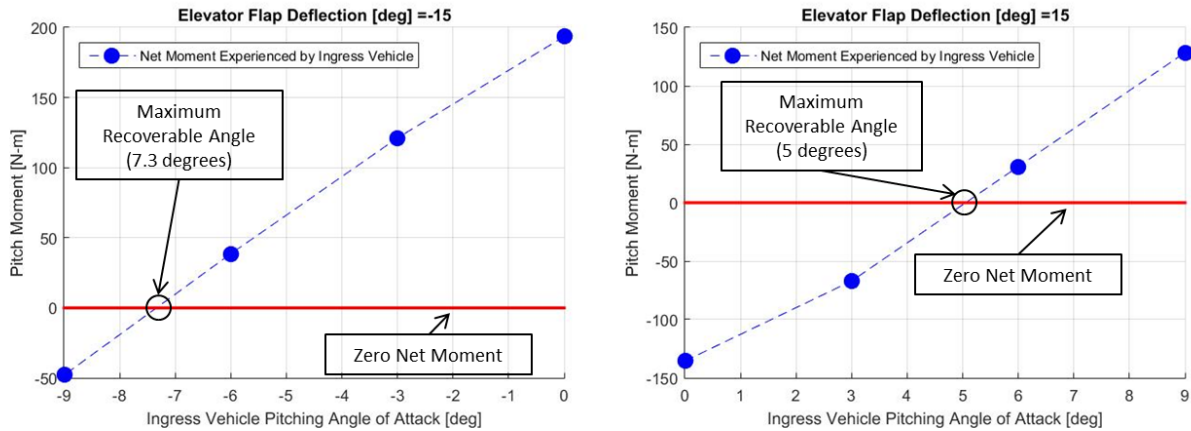 Elevator Flap Deflection [deg] =-15
Net Moment Experienced by Ingress Vehicle
Maximum
Recoverable Angle
(7.3 degrees)
Zero Net Moment
Pitch Moment [N-m]
200
150
100
50
0
-50
-9 -8 -7 -6 -5 -4 -3 -2 -1 0
Ingress Vehicle Pitching Angle of Attack [deg]
Elevator Flap Deflection [deg] =15
Net Moment Experienced by Ingress Vehicle
Maximum
Recoverable Angle
(5 degrees)
Zero Net Moment
Pitch Moment [N-m]
150
100
50
0
-50
-100
-150
0 1 2 3 4 5 6 7 8 9
Ingress Vehicle Pitching Angle of Attack [deg]